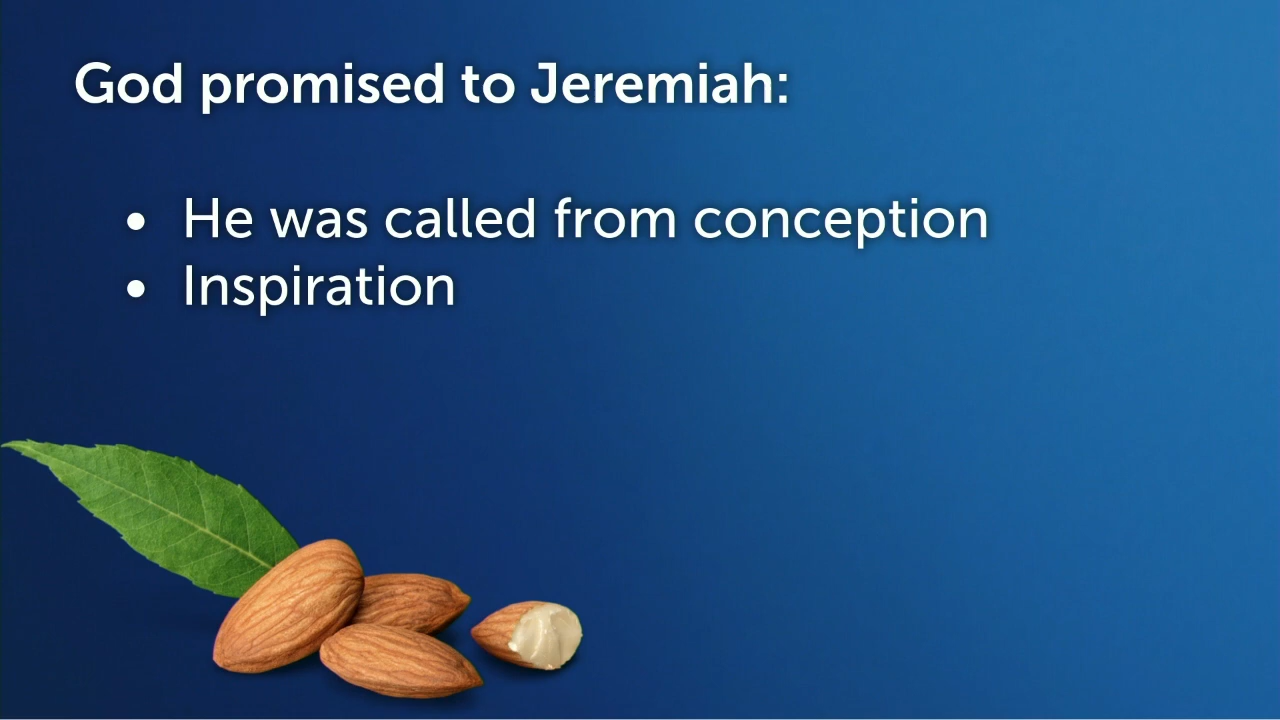 God promised to Jeremiah:
• He was called from conception
• Inspiration